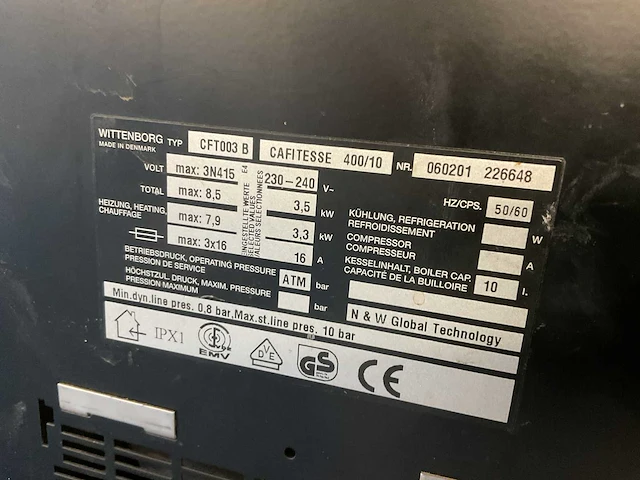 WITTENBORG TYP CFT003 B CAFITESSE 400/10 NR. 060201 226648
MADE IN DENMARK
VOLT max: 3N415 230-240 V~ HZ/CPS. 50/60
TOTAL max: 8,5 3,5 kW
HEIZUNG, HEATING, CHAUFFAGE max: 7,9 3,3 kW
max: 3x16 16 A
E4
EINGESTELLTE WERTE
SELECTED VALUES
VALEURS SELECTIONNEES
KÜHLUNG, REFRIGERATION
REFROIDISSEMENT W
COMPRESSOR
COMPRESSEUR A
KESSELINHALT, BOILER CAP.
CAPACITÉ DE LA BUILLOIRE 10 l.
BETRIEBSDRUCK, OPERATING PRESSURE
PRESSION DE SERVICE ATM bar
HÖCHSTZUL. DRUCK, MAXIM. PRESSURE
PRESSION MAXIMUM bar
N & W Global Technology
Min.dyn.line pres. 0,8 bar.Max.st.line pres. 10 bar
IPX1 EMV DVE GS CE